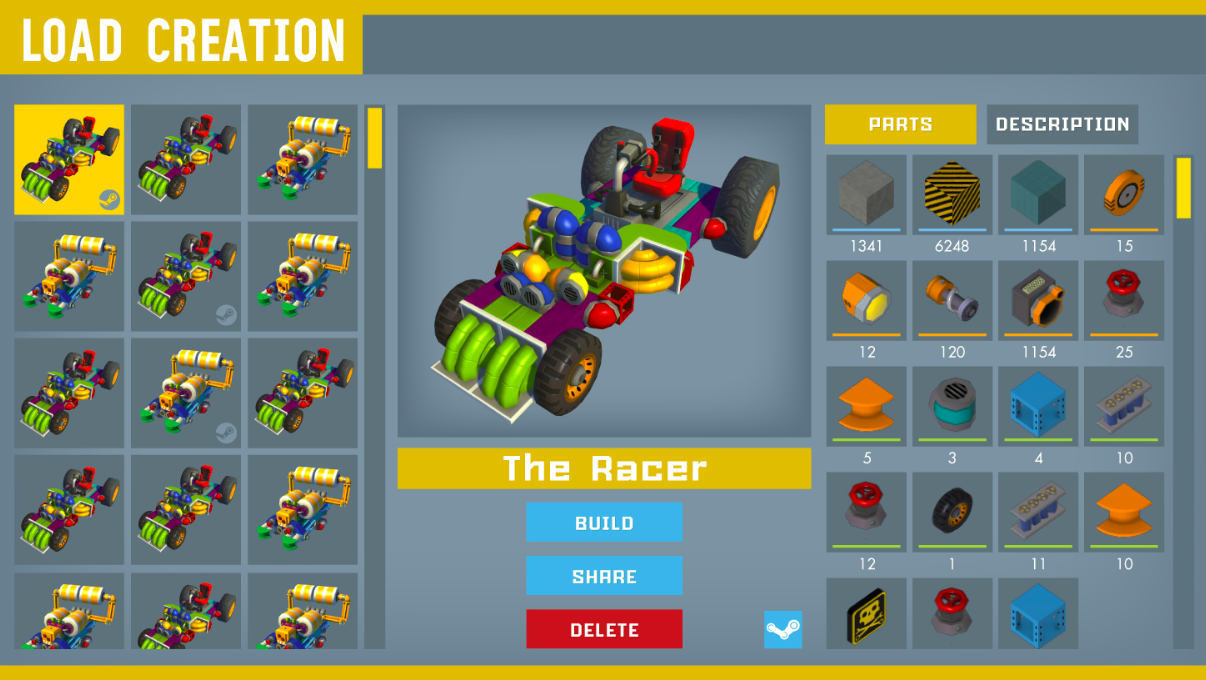 LOAD CREATION
PARTS
DESCRIPTION
1341 6248 1154 15
12 120 1154 25
5 3 4 10
The Racer
BUILD
12 1 11 10
SHARE
DELETE